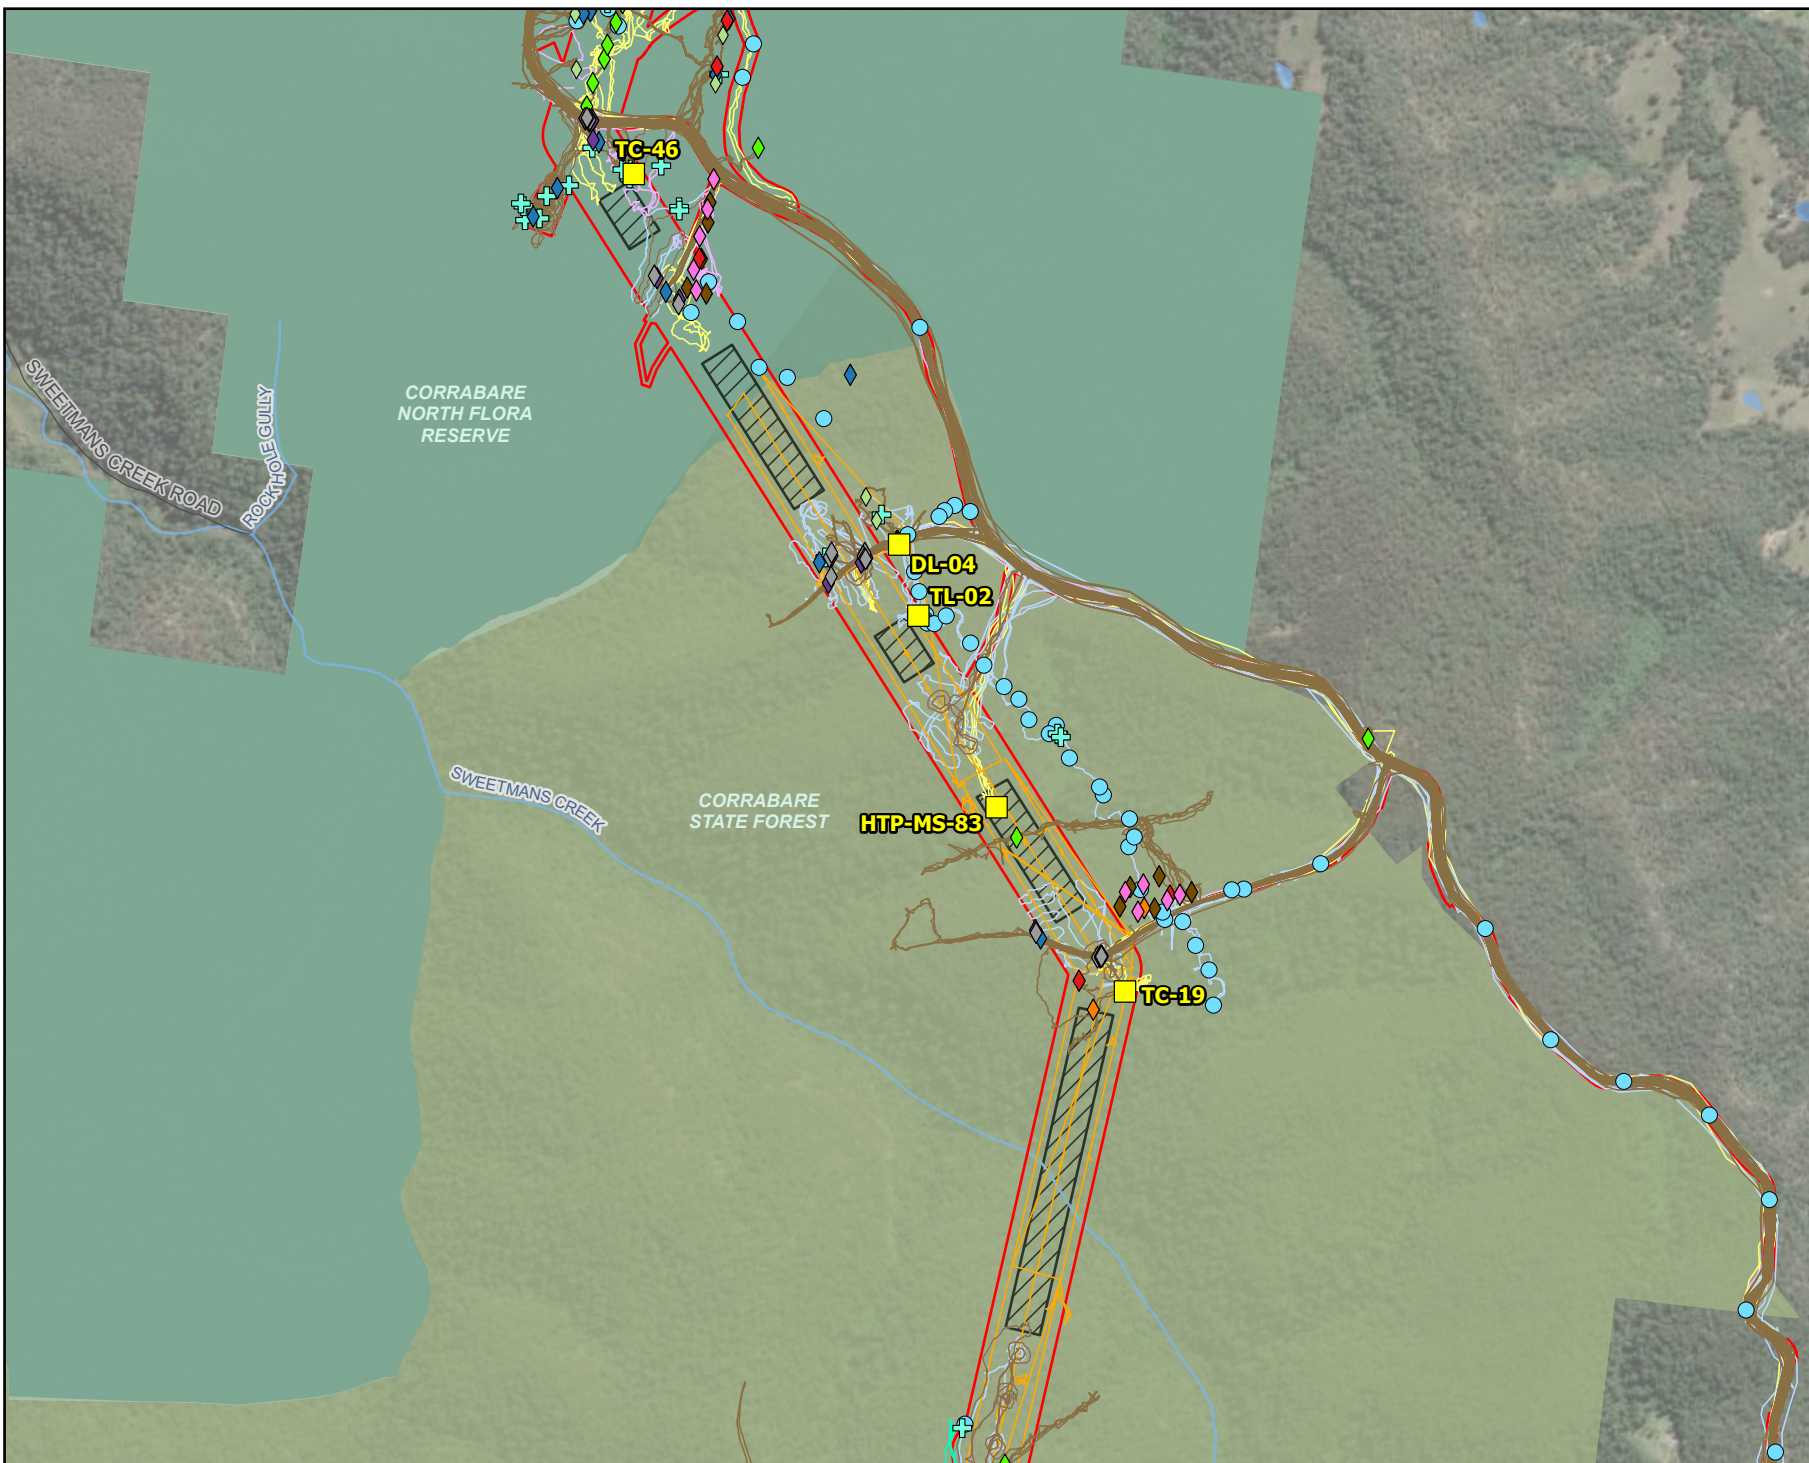 TC-46
CORRABARE
NORTH FLORA
RESERVE
SWEETMANS CREEK ROAD
ROCKHOLE GULLY
DL-04
TL-02
SWEETMANS CREEK
CORRABARE
STATE FOREST
HTP-MS-83
TC-19